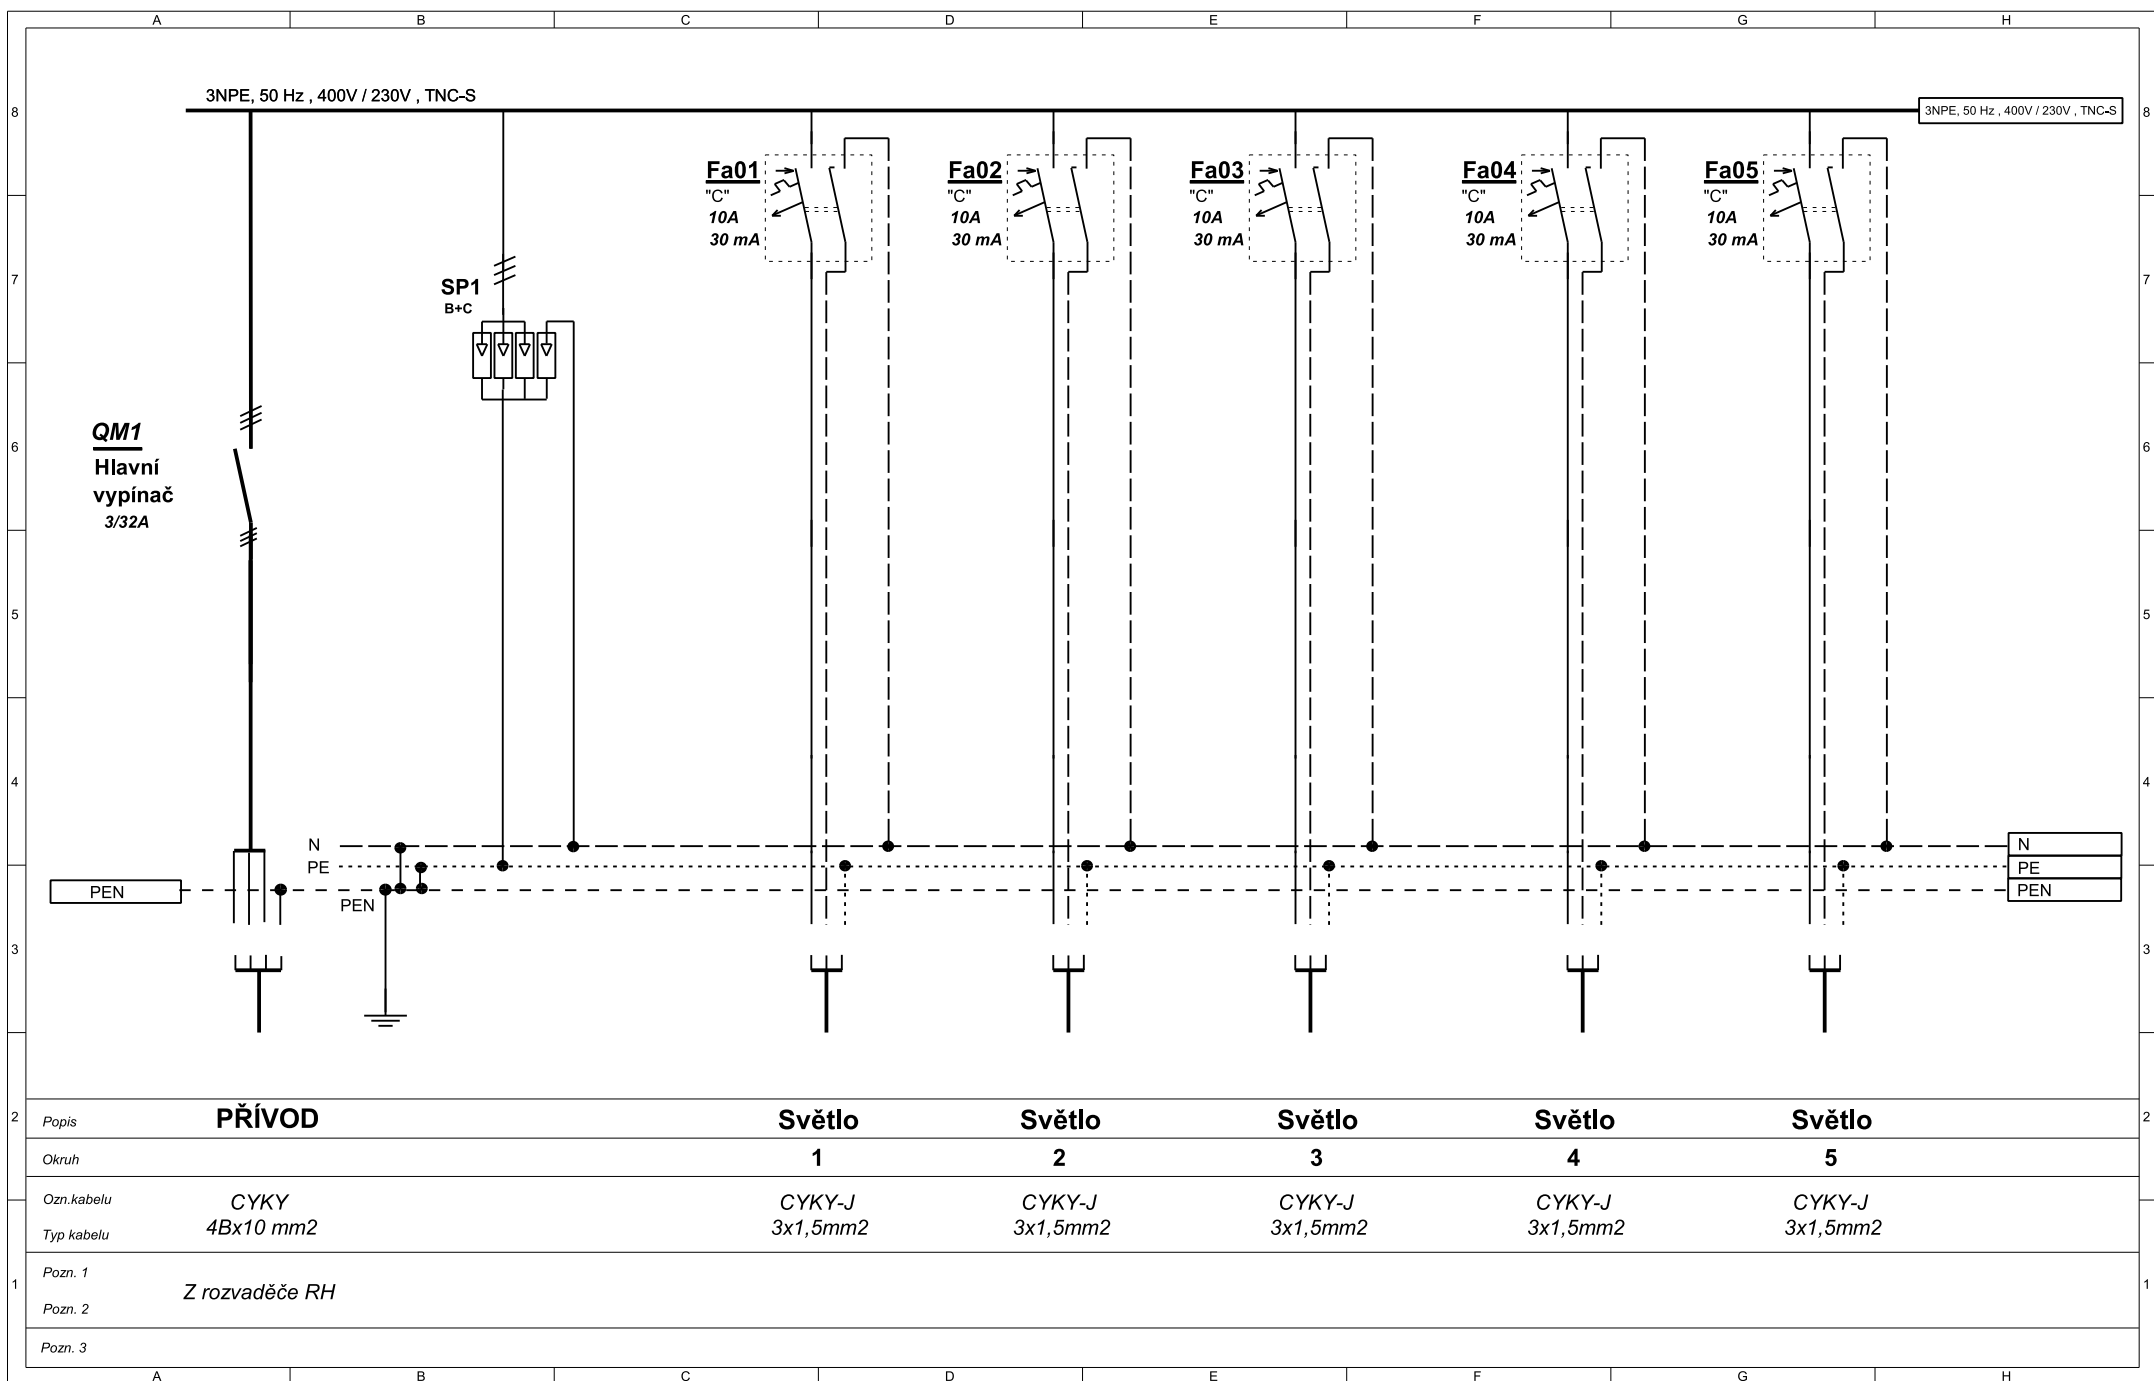 A B C D E F G H
3NPE, 50 Hz , 400V / 230V , TNC-S
8 3NPE, 50 Hz , 400V / 230V , TNC-S 8
Fa01 Fa02 Fa03 Fa04 Fa05
"C" "C" "C" "C" "C"
10A 10A 10A 10A 10A
30 mA 30 mA 30 mA 30 mA 30 mA
7 7
SP1
B+C
QM1
6 6
Hlavní
vypínač
3/32A
5 5
4 4
N N
PE PE
PEN PEN
PEN
3 3
2 Popis PŘÍVOD Světlo Světlo Světlo Světlo Světlo 2
Okruh 1 2 3 4 5
Ozn.kabelu CYKY CYKY-J CYKY-J CYKY-J CYKY-J CYKY-J
Typ kabelu 4Bx10 mm2 3x1,5mm2 3x1,5mm2 3x1,5mm2 3x1,5mm2 3x1,5mm2
Pozn. 1
1 Z rozvaděče RH 1
Pozn. 2
Pozn. 3
A B C D E F G H